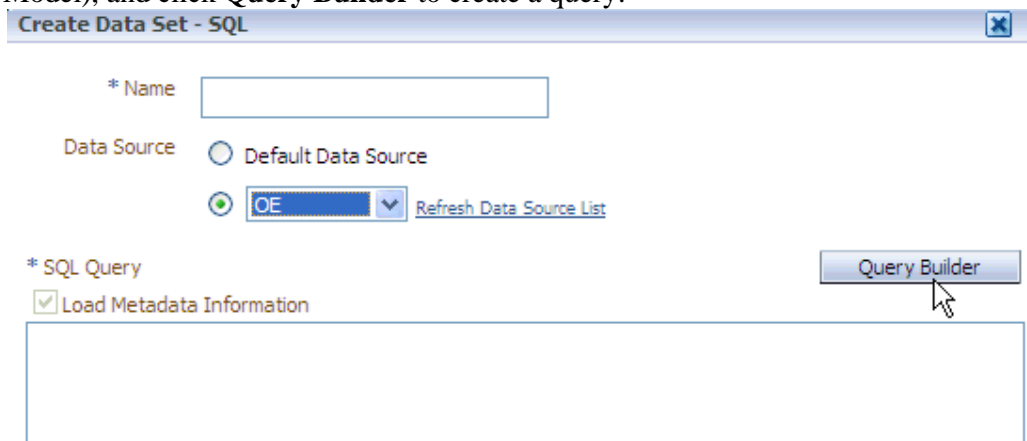 Model), and click Query Builder to create a query.
Create Data Set - SQL
* Name
Data Source
Default Data Source
OE Refresh Data Source List
* SQL Query Query Builder
Load Metadata Information